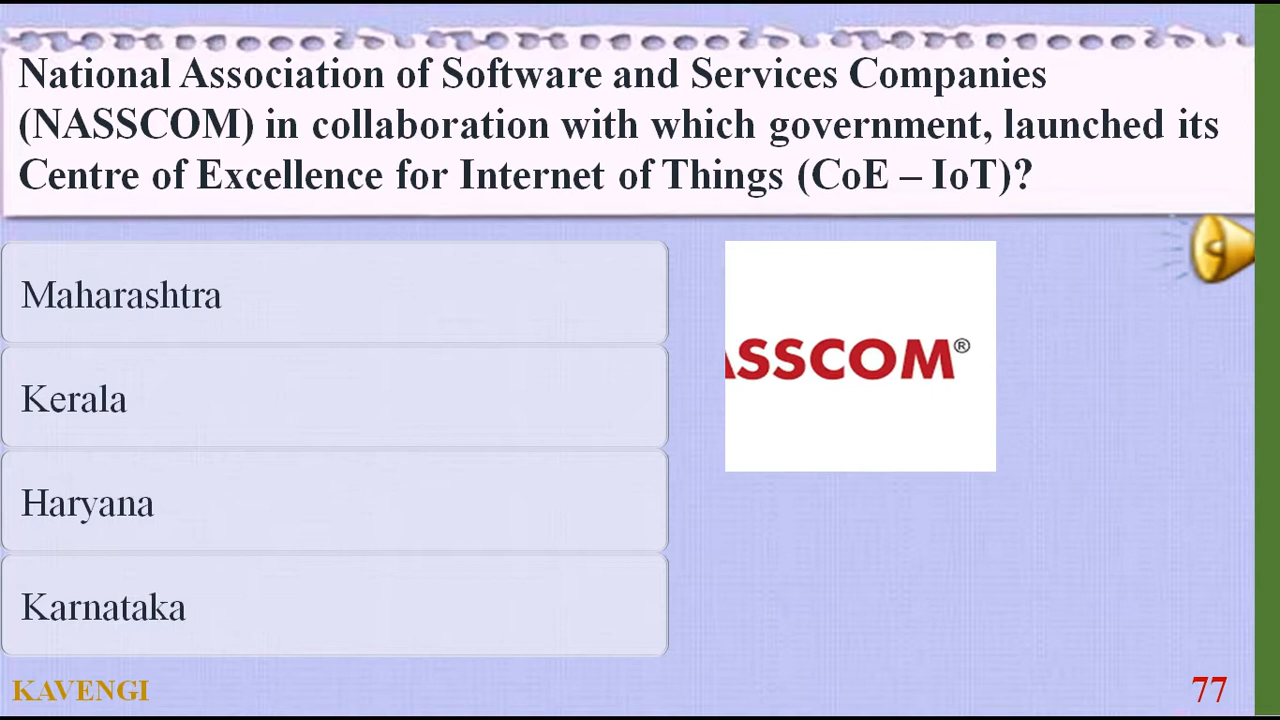 National Association of Software and Services Companies
(NASSCOM) in collaboration with which government, launched its
Centre of Excellence for Internet of Things (CoE – IoT)?
Maharashtra
ASSCOM®
Kerala
Haryana
Karnataka
KAVENGI
77